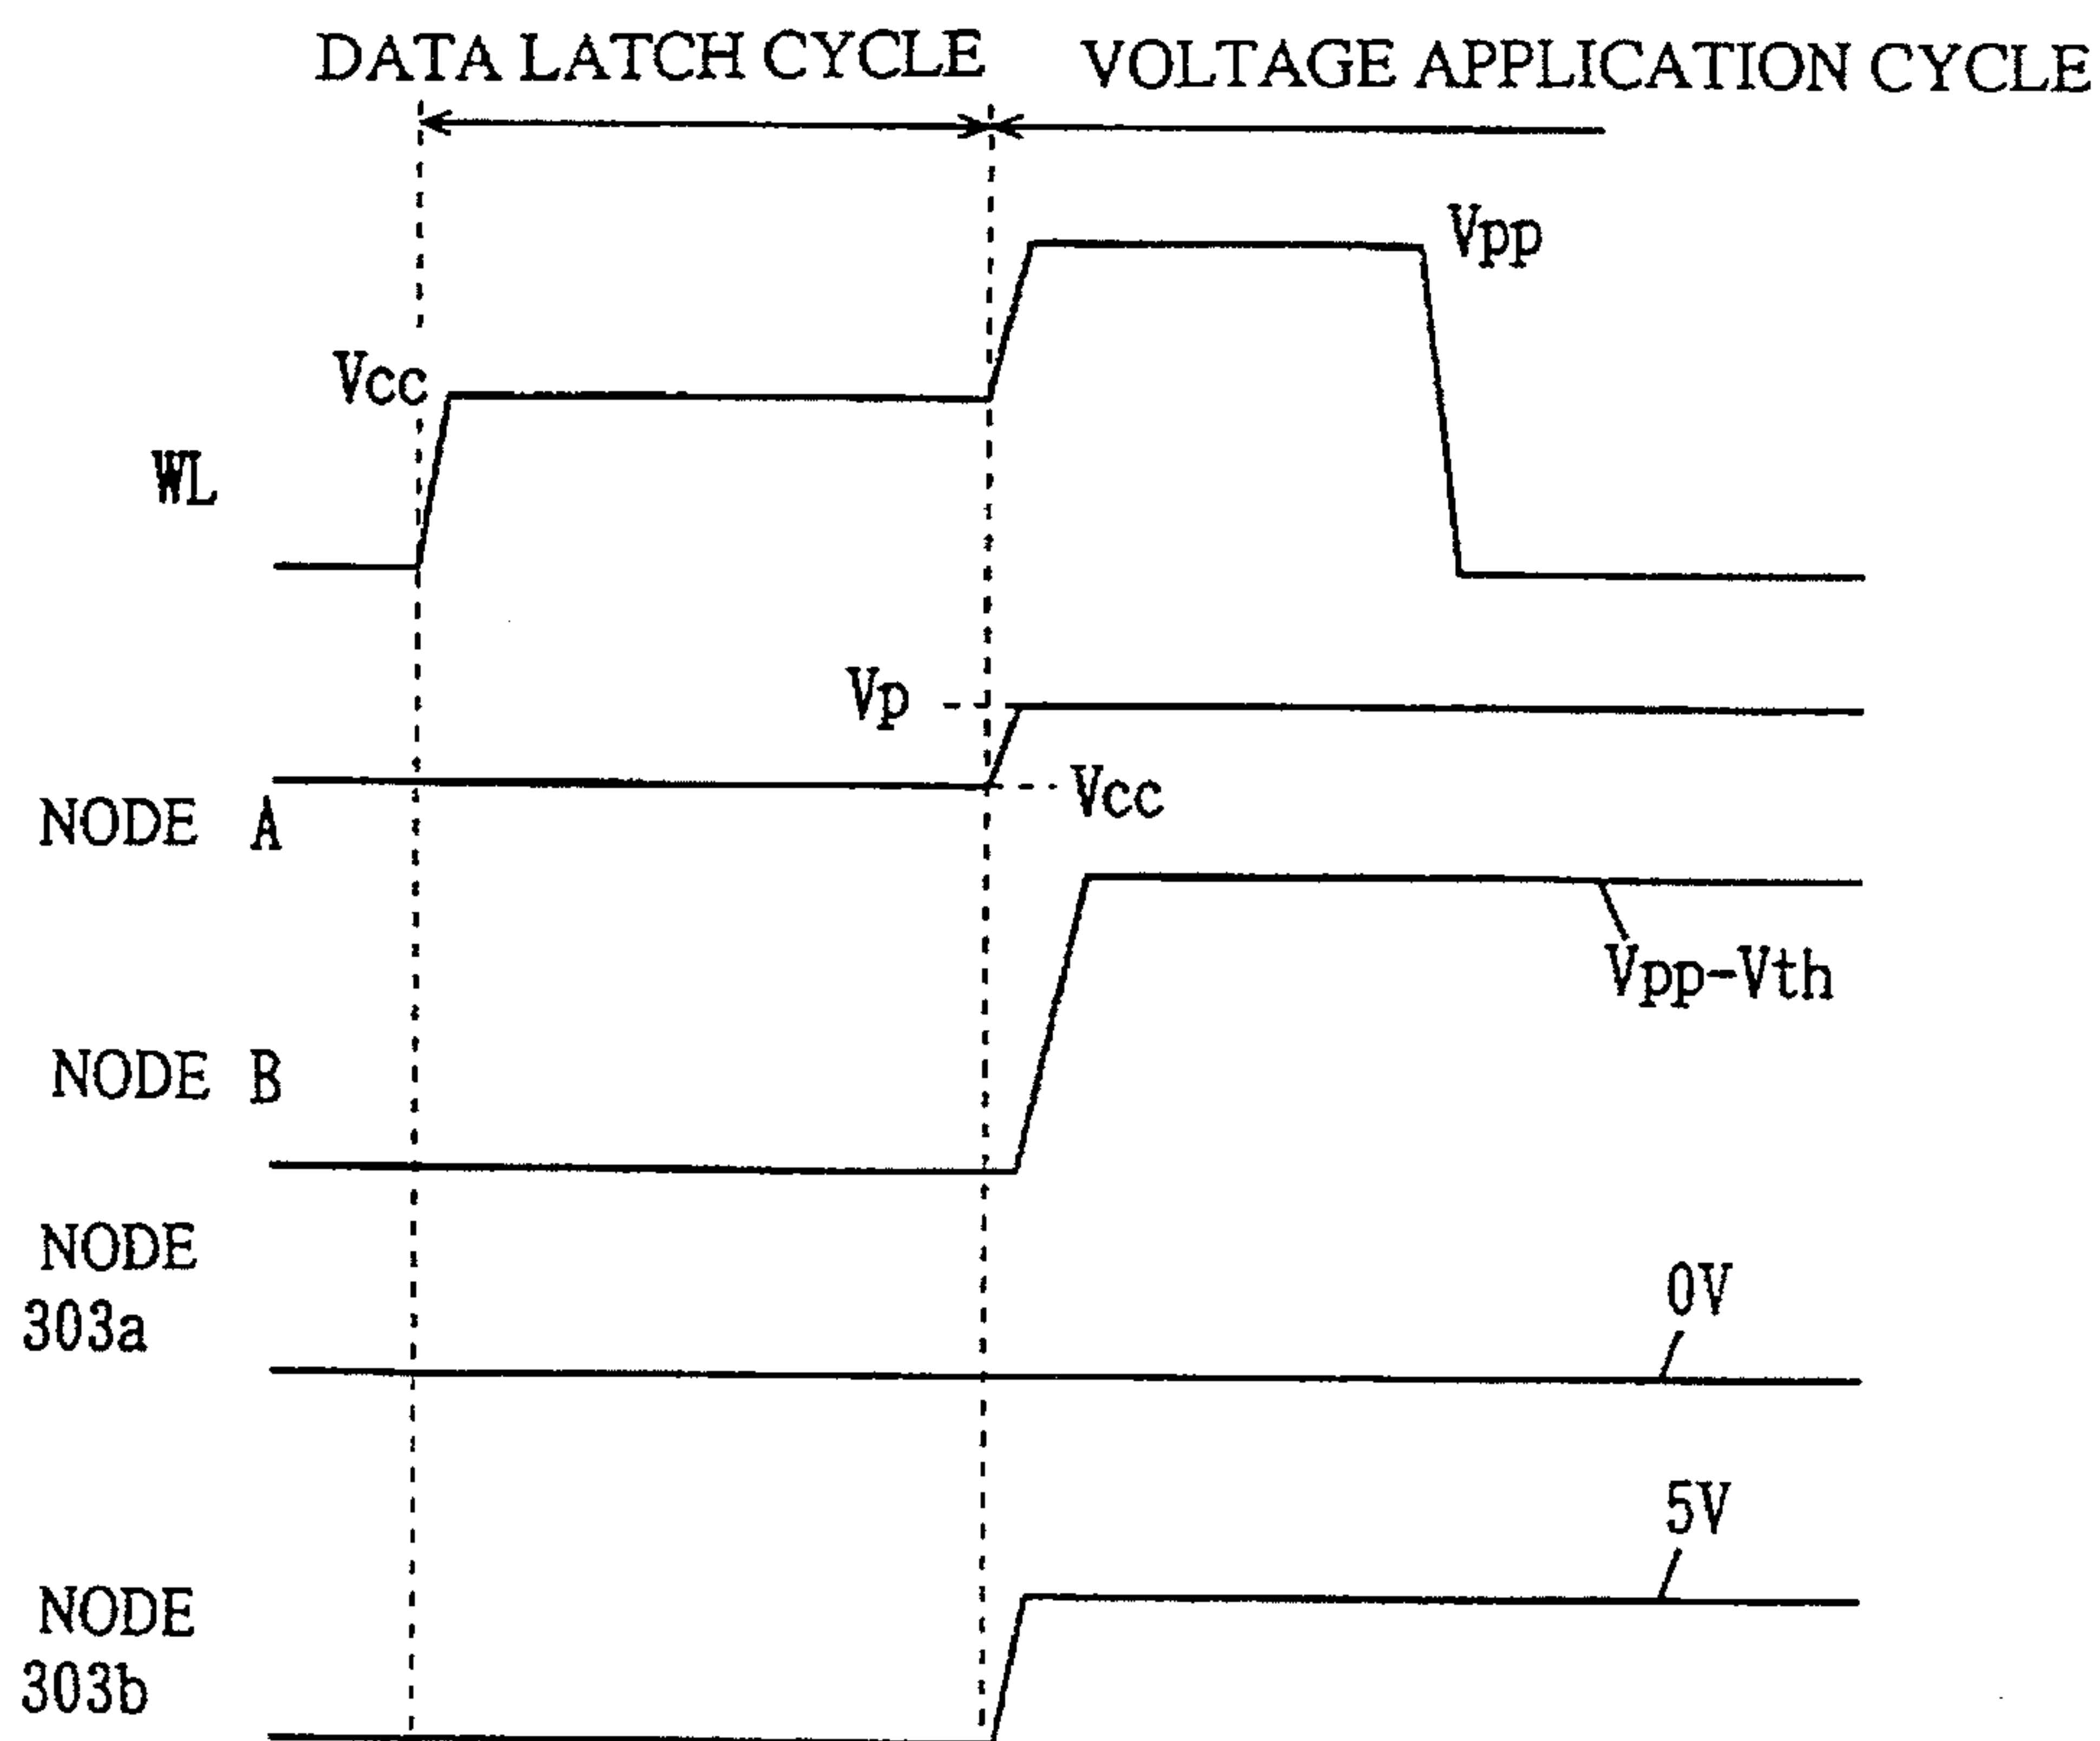 DATA LATCH CYCLE
VOLTAGE APPLICATION CYCLE
Vpp
Vcc
WL
Vp
Vcc
NODE A
Vpp-Vth
NODE B
NODE
303a
0V
5V
NODE
303b